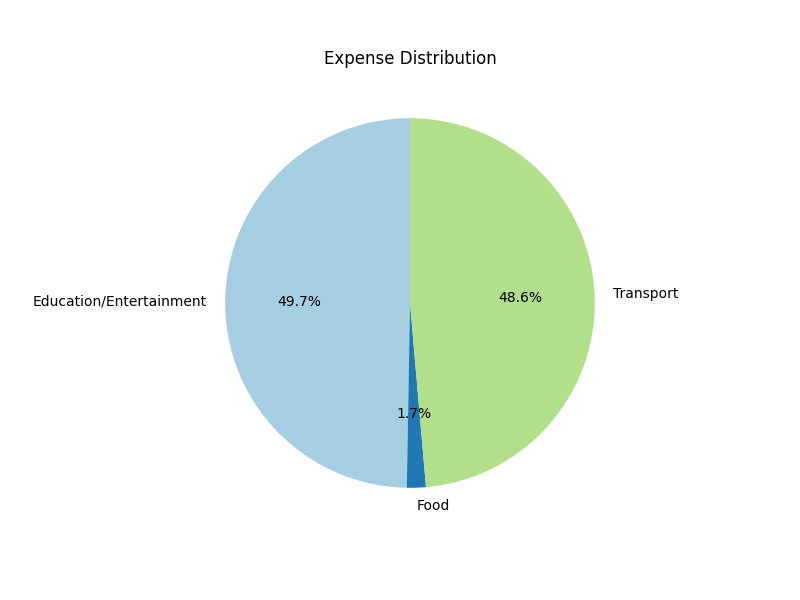 Expense Distribution
Education/Entertainment
49.7%
48.6%
Transport
1.7%
Food